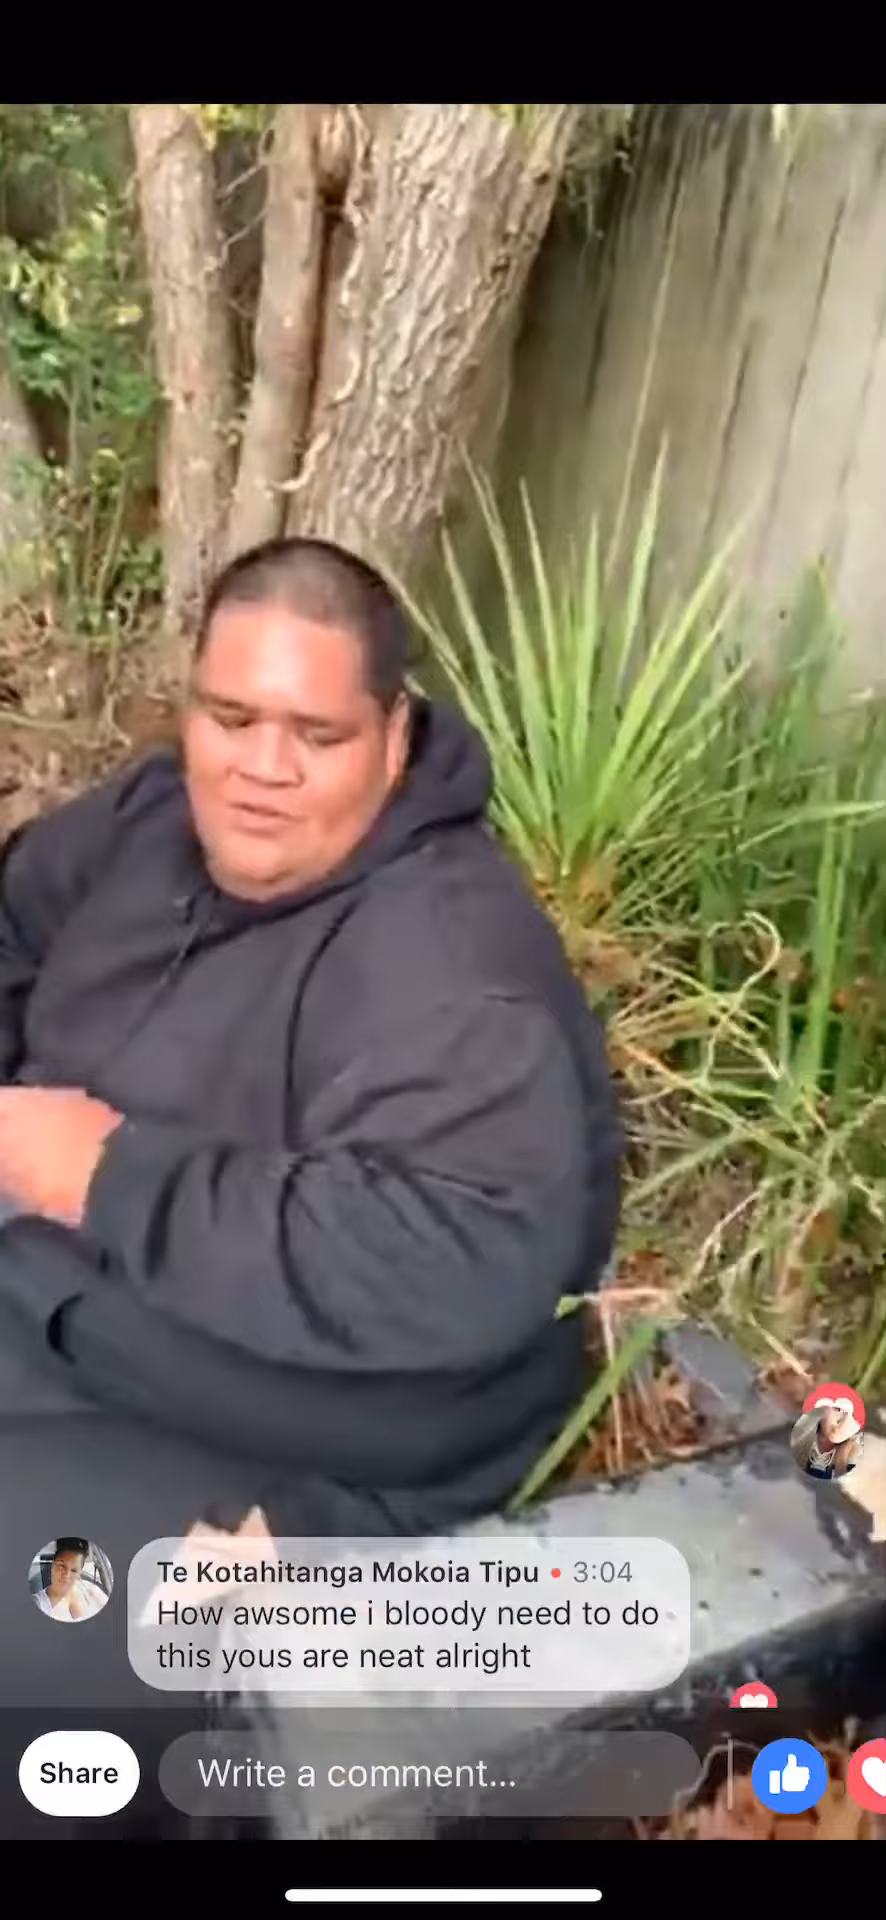 Te Kotahitanga Mokoia Tipu • 3:04
How awsome i bloody need to do
this yous are neat alright
Share
Write a comment...